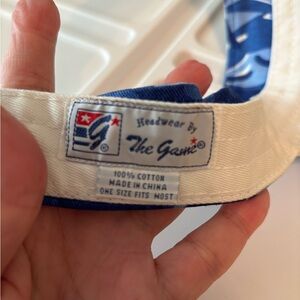 Headwear By
G®
The Game®
100% COTTON
MADE IN CHINA
ONE SIZE FITS MOST